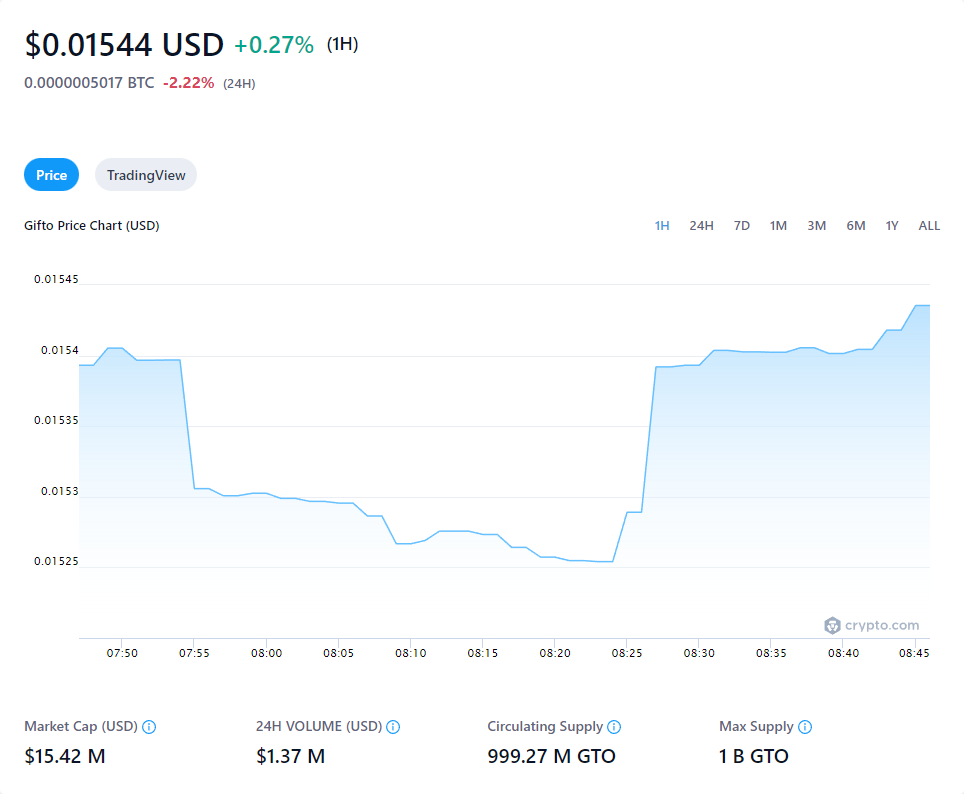 $0.01544 USD +0.27% (1H)
0.0000005017 BTC -2.22% (24H)
Price TradingView
Gifto Price Chart (USD) 1H 24H 7D 1M 3M 6M 1Y ALL
0.01545
0.0154
0.01535
0.0153
0.01525
crypto.com
07:50 07:55 08:00 08:05 08:10 08:15 08:20 08:25 08:30 08:35 08:40 08:45
Market Cap (USD) 24H VOLUME (USD) Circulating Supply Max Supply
$15.42 M $1.37 M 999.27 M GTO 1 B GTO